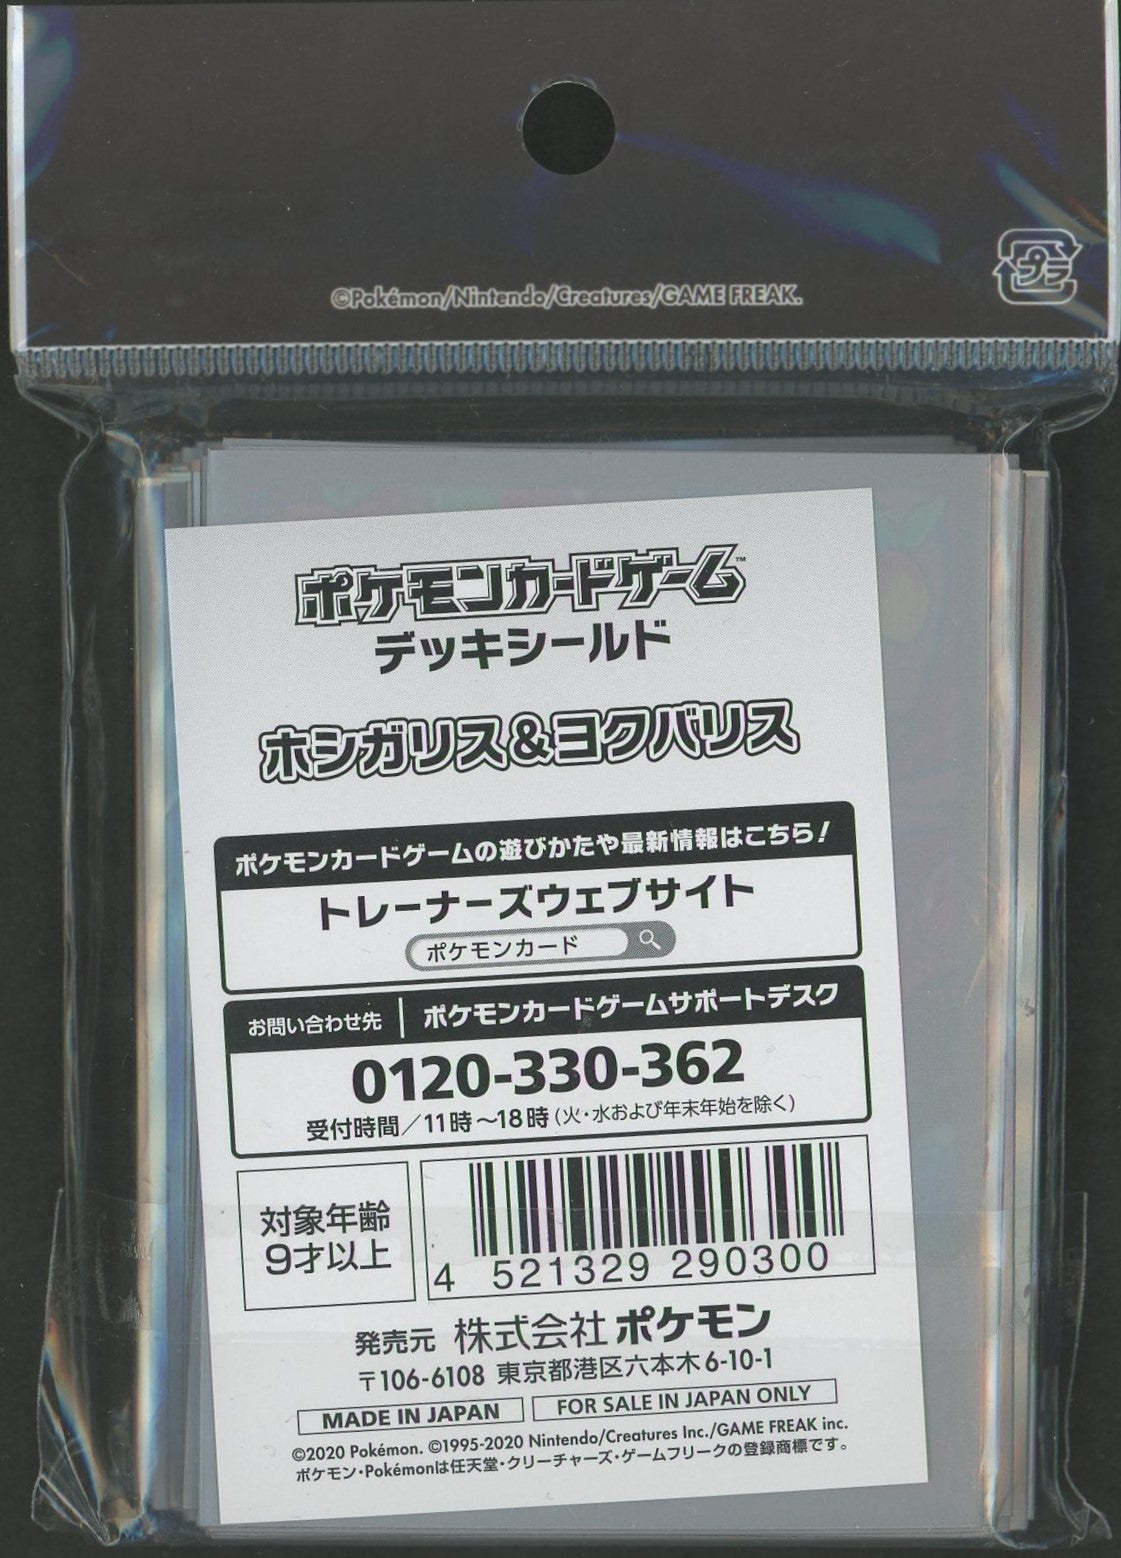 ©Pokémon/Nintendo/Creatures/GAME FREAK.
プラ
ポケモンカードゲーム™
デッキシールド
ホシガリス&ヨクバリス
ポケモンカードゲームの遊びかたや最新情報はこちら!
トレーナーズウェブサイト
ポケモンカード
お問い合わせ先 ポケモンカードゲームサポートデスク
0120-330-362
受付時間/11時~18時(火・水および年末年始を除く)
対象年齢
9才以上
4 521329 290300
発売元 株式会社ポケモン
〒106-6108 東京都港区六本木6-10-1
MADE IN JAPAN FOR SALE IN JAPAN ONLY
©2020 Pokémon. ©1995-2020 Nintendo/Creatures Inc./GAME FREAK inc.
ポケモン・Pokémonは任天堂・クリーチャーズ・ゲームフリークの登録商標です。